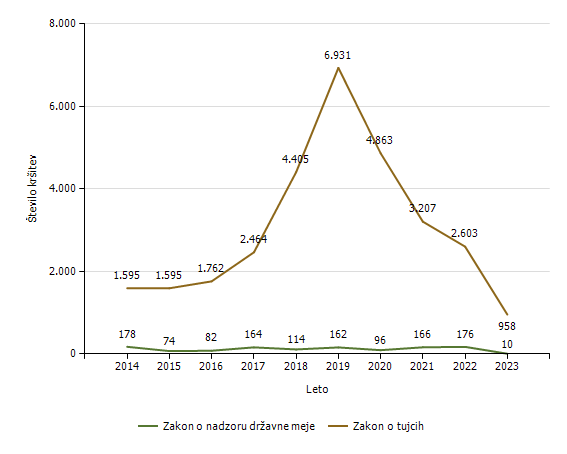 8.000
6.000
4.000
2.000
0
Število kršitev
1.595 1.595 1.762 2.464 4.405 6.931 4.863 3.207 2.603 958
178 74 82 164 114 162 96 166 176 10
2014 2015 2016 2017 2018 2019 2020 2021 2022 2023
Leto
Zakon o nadzoru državne meje Zakon o tujcih